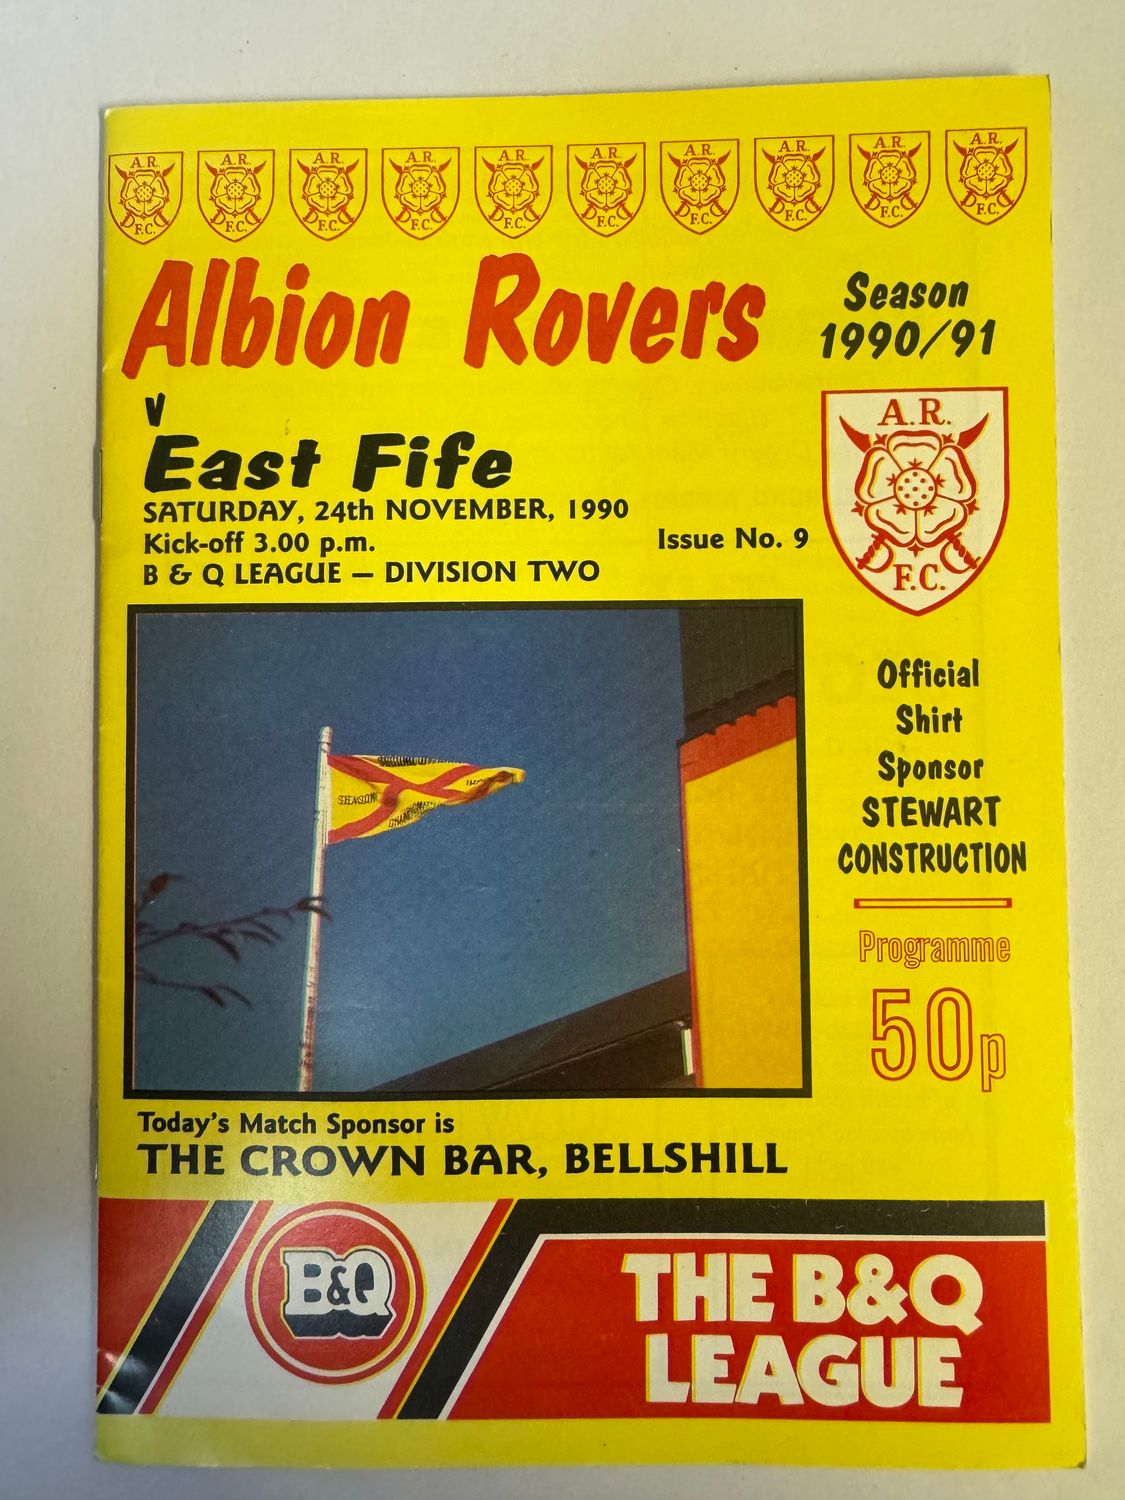 A.R. F.C. A.R. F.C. A.R. F.C. A.R. F.C. A.R. F.C. A.R. F.C. A.R. F.C. A.R. F.C. A.R. F.C. A.R. F.C.
Albion Rovers
Season
1990/91
v
East Fife
SATURDAY, 24th NOVEMBER, 1990
Kick-off 3.00 p.m.
B & Q LEAGUE — DIVISION TWO
Issue No. 9
A.R.
F.C.
Official
Shirt
Sponsor
STEWART
CONSTRUCTION
Programme
50p
SEASON
Today's Match Sponsor is
THE CROWN BAR, BELLSHILL
B&Q
THE B&Q
LEAGUE